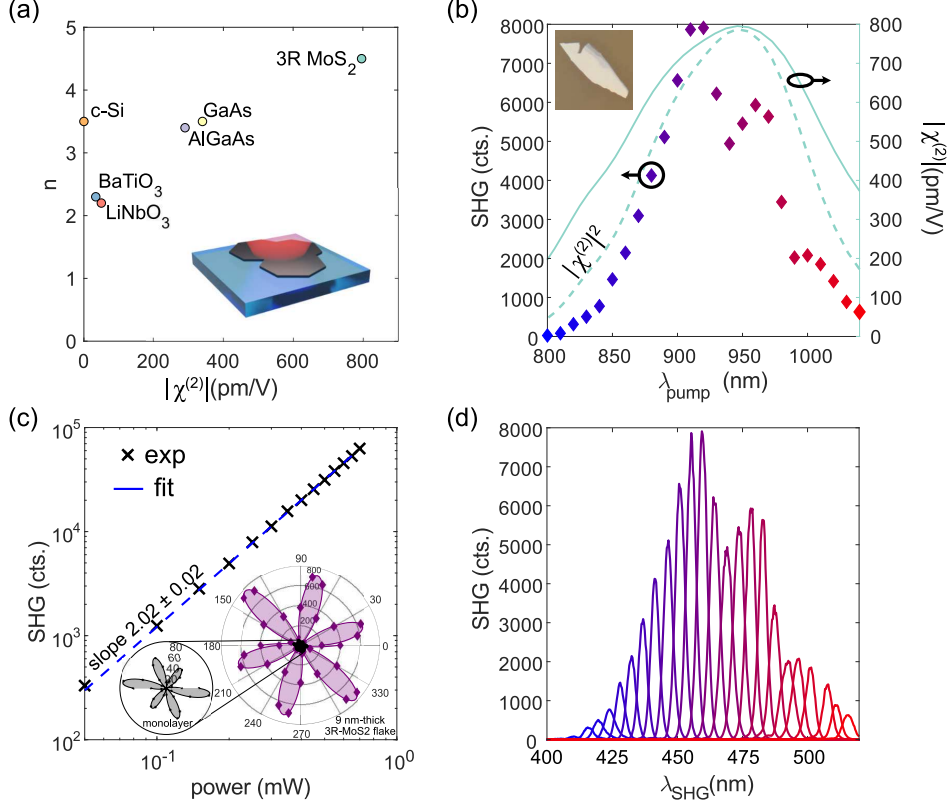 (a)
n
5
4
3
2
1
0
3R MoS2
c-Si
GaAs
AlGaAs
BaTiO3
LiNbO3
0 200 400 600 800
|χ(2)|(pm/V)
(b)
SHG (cts.)
8000
7000
6000
5000
4000
3000
2000
1000
0
|χ(2)|2
800
700
600
500
400
300
200
100
0
|χ(2)|(pm/V)
800 850 900 950 1000
λpump (nm)
(c)
SHG (cts.)
10^5
10^4
10^3
10^2
exp
fit
slope 2.02 ± 0.02
90
800
600
400
200
30
0
330
270
240
210
180
150
80
60
40
monolayer
9 nm-thick
3R-MoS2 flake
10^-1 10^0
power (mW)
(d)
SHG (cts.)
8000
7000
6000
5000
4000
3000
2000
1000
0
400 425 450 475 500
λSHG(nm)